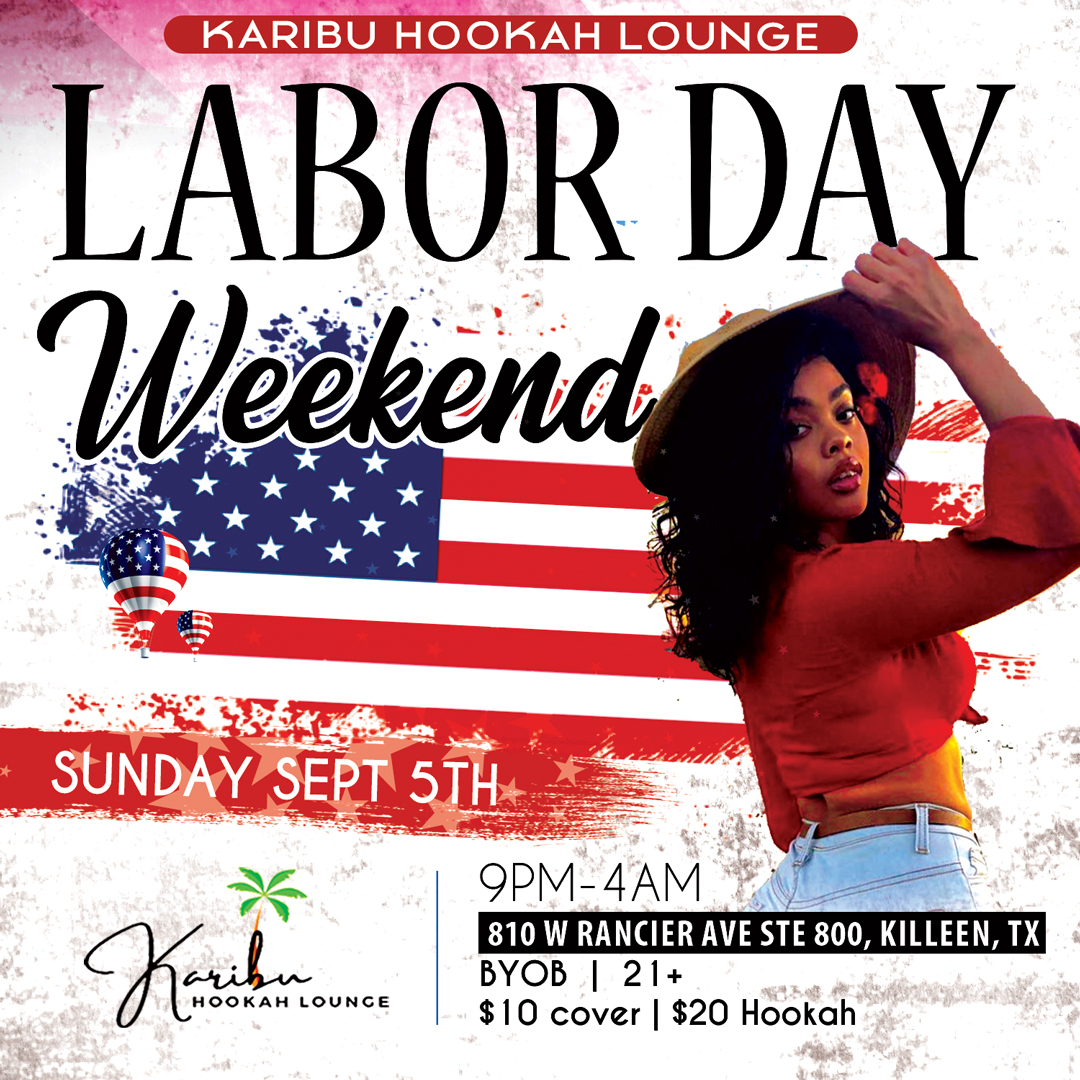 KARIBU HOOKAH LOUNGE
LABOR DAY
Weekend
SUNDAY SEPT 5TH
9PM-4AM
810 W RANCIER AVE STE 800, KILLEEN, TX
BYOB | 21+
$10 cover | $20 Hookah
Karibu
HOOKAH LOUNGE